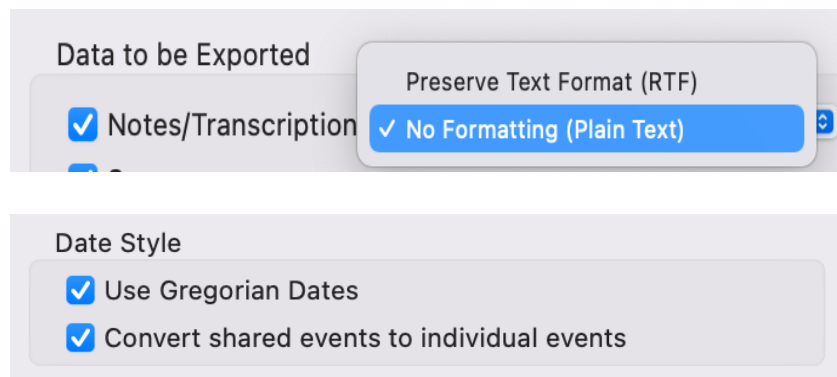 Data to be Exported
Preserve Text Format (RTF)
Notes/Transcription
No Formatting (Plain Text)
Date Style
Use Gregorian Dates
Convert shared events to individual events